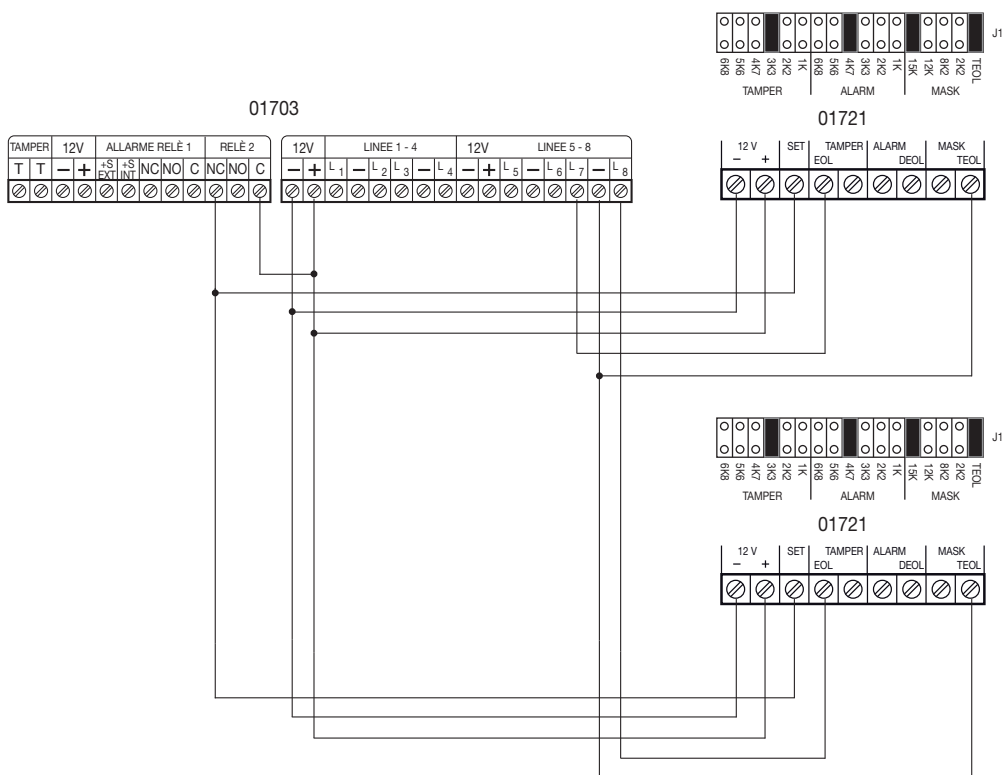 J1
6K8 5K6 4K7 3K3 2K2 1K 6K8 5K6 4K7 3K3 2K2 1K 15K 12K 8K2 2K2 TEOL
TAMPER ALARM MASK
01703
01721
TAMPER 12V ALLARME RELÈ 1 RELÈ 2
T T − + +S EXT +S INT NC NO C NC NO C
12V LINEE 1 - 4 12V LINEE 5 - 8
− + L1 − L2 L3 − L4 − + L5 − L6 L7 − L8
12 V SET TAMPER ALARM MASK
− + EOL DEOL TEOL
J1
6K8 5K6 4K7 3K3 2K2 1K 6K8 5K6 4K7 3K3 2K2 1K 15K 12K 8K2 2K2 TEOL
TAMPER ALARM MASK
01721
12 V SET TAMPER ALARM MASK
− + EOL DEOL TEOL